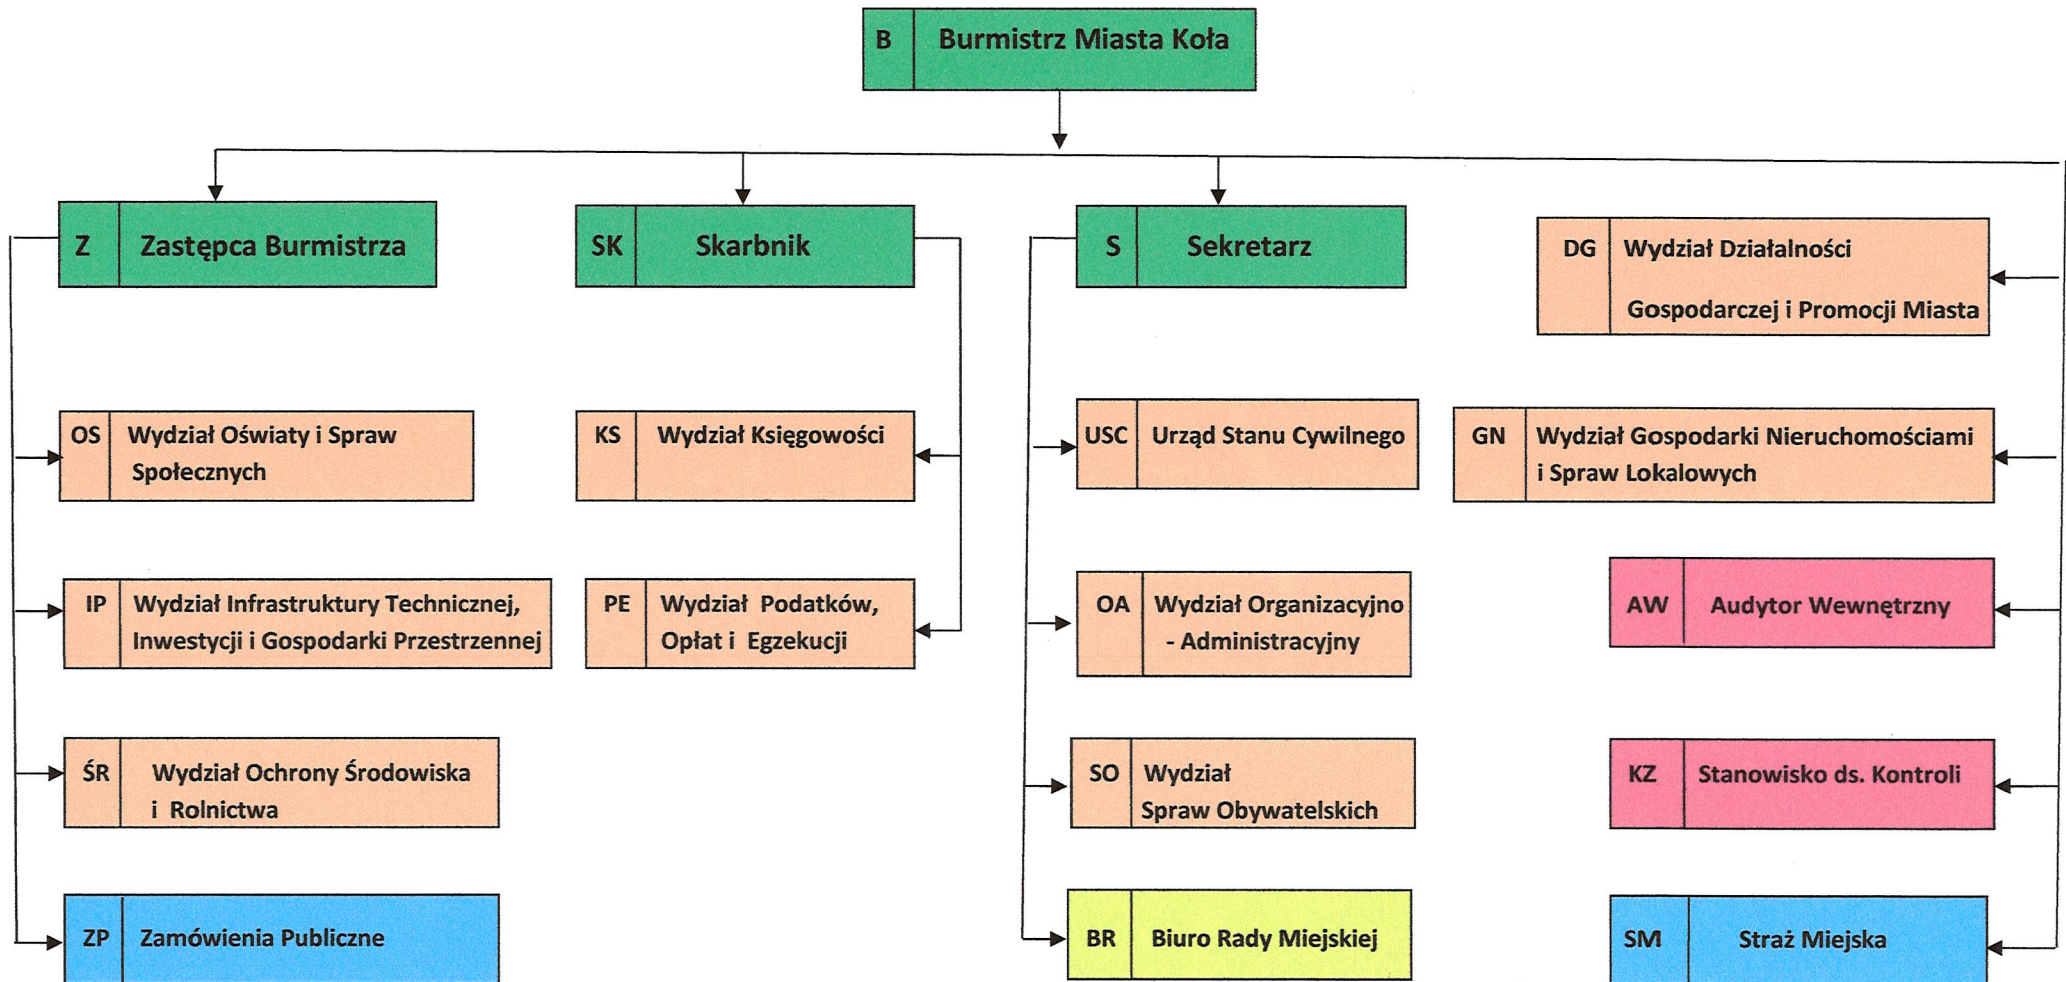 B Burmistrz Miasta Koła
Z Zastępca Burmistrza
SK Skarbnik
S Sekretarz
DG Wydział Działalności
Gospodarczej i Promocji Miasta
OS Wydział Oświaty i Spraw
Społecznych
KS Wydział Księgowości
USC Urząd Stanu Cywilnego
GN Wydział Gospodarki Nieruchomościami
i Spraw Lokalowych
IP Wydział Infrastruktury Technicznej,
Inwestycji i Gospodarki Przestrzennej
PE Wydział Podatków,
Opłat i Egzekucji
OA Wydział Organizacyjno
- Administracyjny
AW Audytor Wewnętrzny
ŚR Wydział Ochrony Środowiska
i Rolnictwa
SO Wydział
Spraw Obywatelskich
KZ Stanowisko ds. Kontroli
ZP Zamówienia Publiczne
BR Biuro Rady Miejskiej
SM Straż Miejska